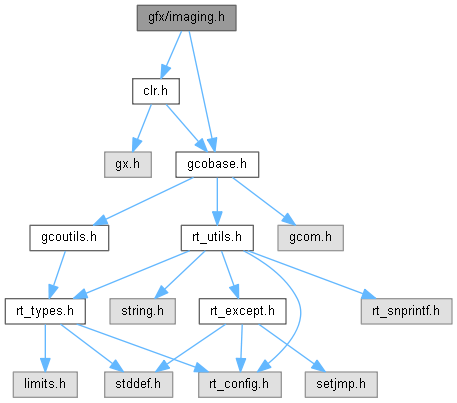 gfx/imaging.h
clr.h
gx.h
gcobase.h
gcoutils.h
rt_utils.h
gcom.h
rt_types.h
string.h
rt_except.h
rt_snprintf.h
limits.h
stddef.h
rt_config.h
setjmp.h